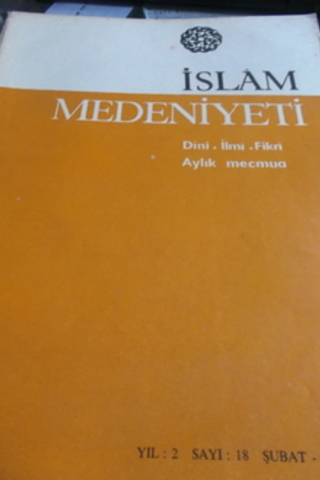 İSLÂM
MEDENİYETİ
Dini - İlmi - Fikri
Aylık mecmua
YIL : 2 SAYI : 18 ŞUBAT -